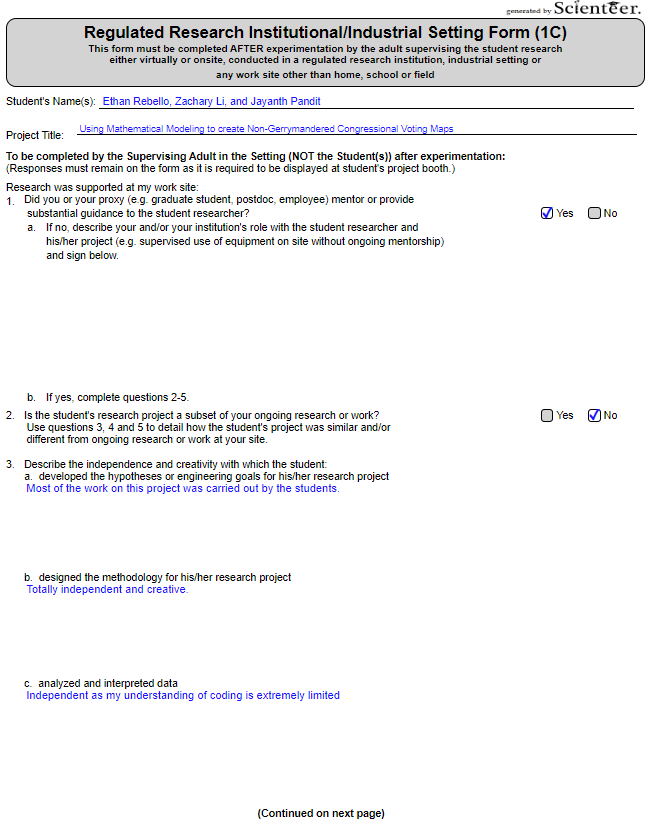 generated by Scienteer.
Regulated Research Institutional/Industrial Setting Form (1C)
This form must be completed AFTER experimentation by the adult supervising the student research
either virtually or onsite, conducted in a regulated research institution, industrial setting or
any work site other than home, school or field
Student's Name(s): Ethan Rebello, Zachary Li, and Jayanth Pandit
Project Title: Using Mathematical Modeling to create Non-Gerrymandered Congressional Voting Maps
To be completed by the Supervising Adult in the Setting (NOT the Student(s)) after experimentation:
(Responses must remain on the form as it is required to be displayed at student's project booth.)
Research was supported at my work site:
1. Did you or your proxy (e.g. graduate student, postdoc, employee) mentor or provide
substantial guidance to the student researcher? Yes No
a. If no, describe your and/or your institution's role with the student researcher and
his/her project (e.g. supervised use of equipment on site without ongoing mentorship)
and sign below.
b. If yes, complete questions 2-5.
2. Is the student's research project a subset of your ongoing research or work? Yes No
Use questions 3, 4 and 5 to detail how the student's project was similar and/or
different from ongoing research or work at your site.
3. Describe the independence and creativity with which the student:
a. developed the hypotheses or engineering goals for his/her research project
Most of the work on this project was carried out by the students.
b. designed the methodology for his/her research project
Totally independent and creative.
c. analyzed and interpreted data
Independent as my understanding of coding is extremely limited
(Continued on next page)